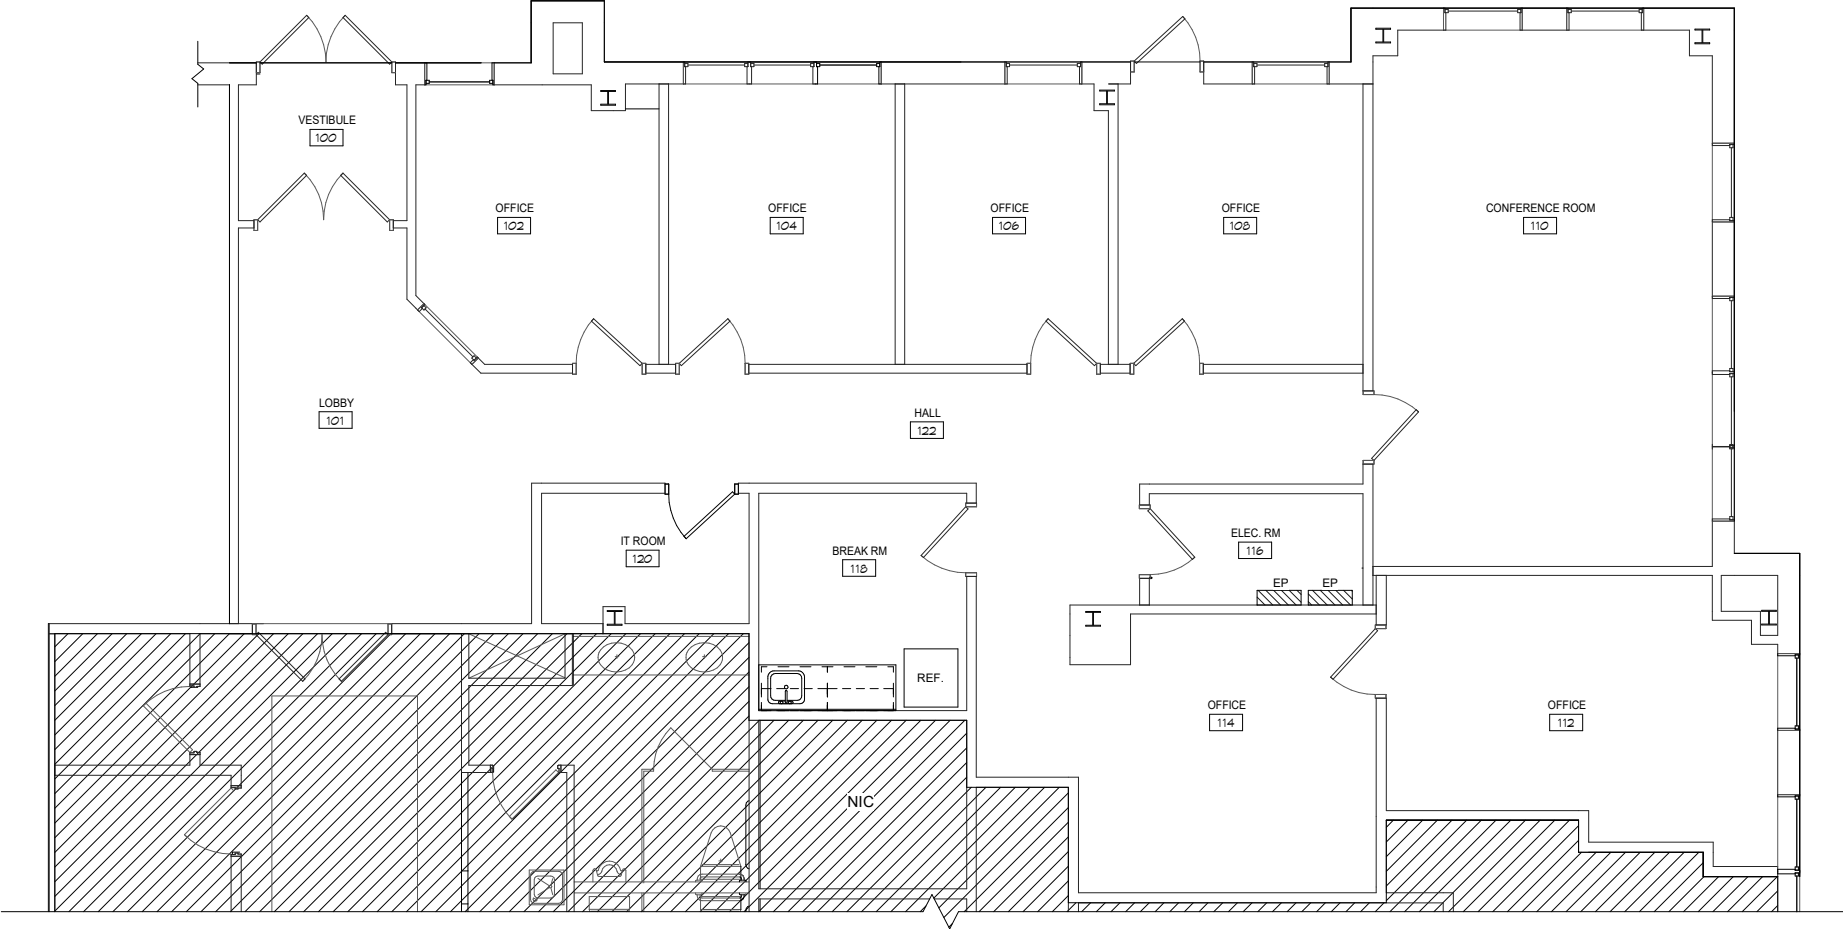 VESTIBULE
100
OFFICE
102
OFFICE
104
OFFICE
106
OFFICE
108
CONFERENCE ROOM
110
LOBBY
101
HALL
122
IT ROOM
120
BREAK RM
118
ELEC. RM
116
EP
EP
REF.
OFFICE
114
OFFICE
112
NIC